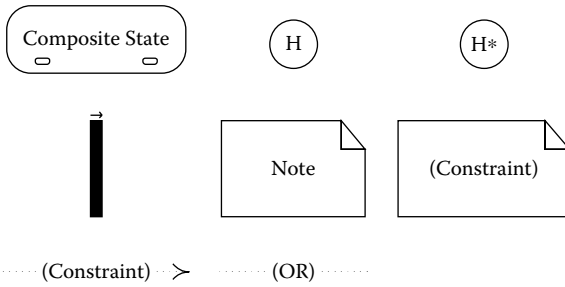 Composite State
H
H*
Note
(Constraint)
(Constraint)
(OR)